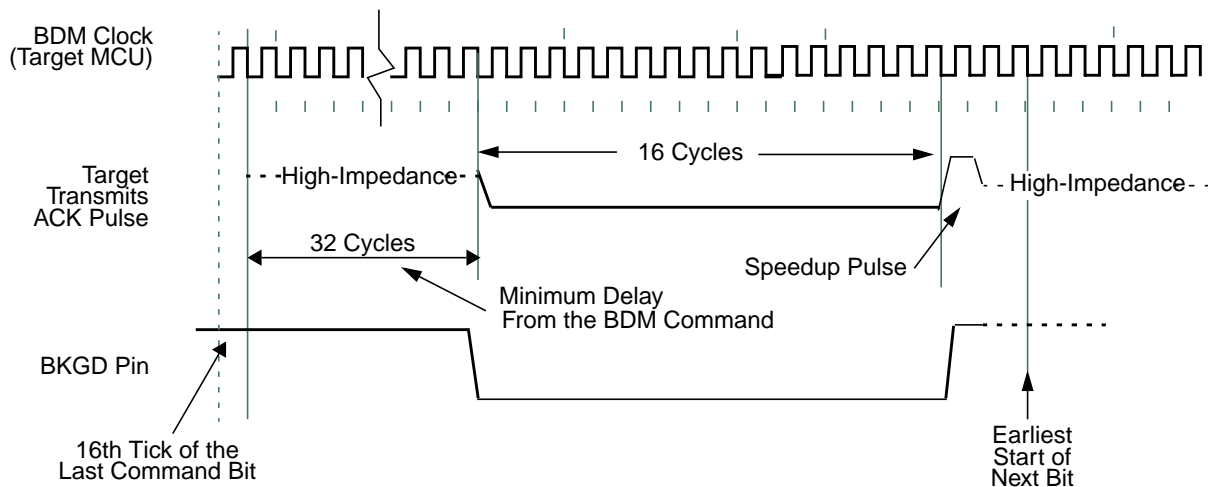 BDM Clock
(Target MCU)
16 Cycles
Target
Transmits
ACK Pulse
High-Impedance
High-Impedance
32 Cycles
Speedup Pulse
Minimum Delay
From the BDM Command
BKGD Pin
16th Tick of the
Last Command Bit
Earliest
Start of
Next Bit